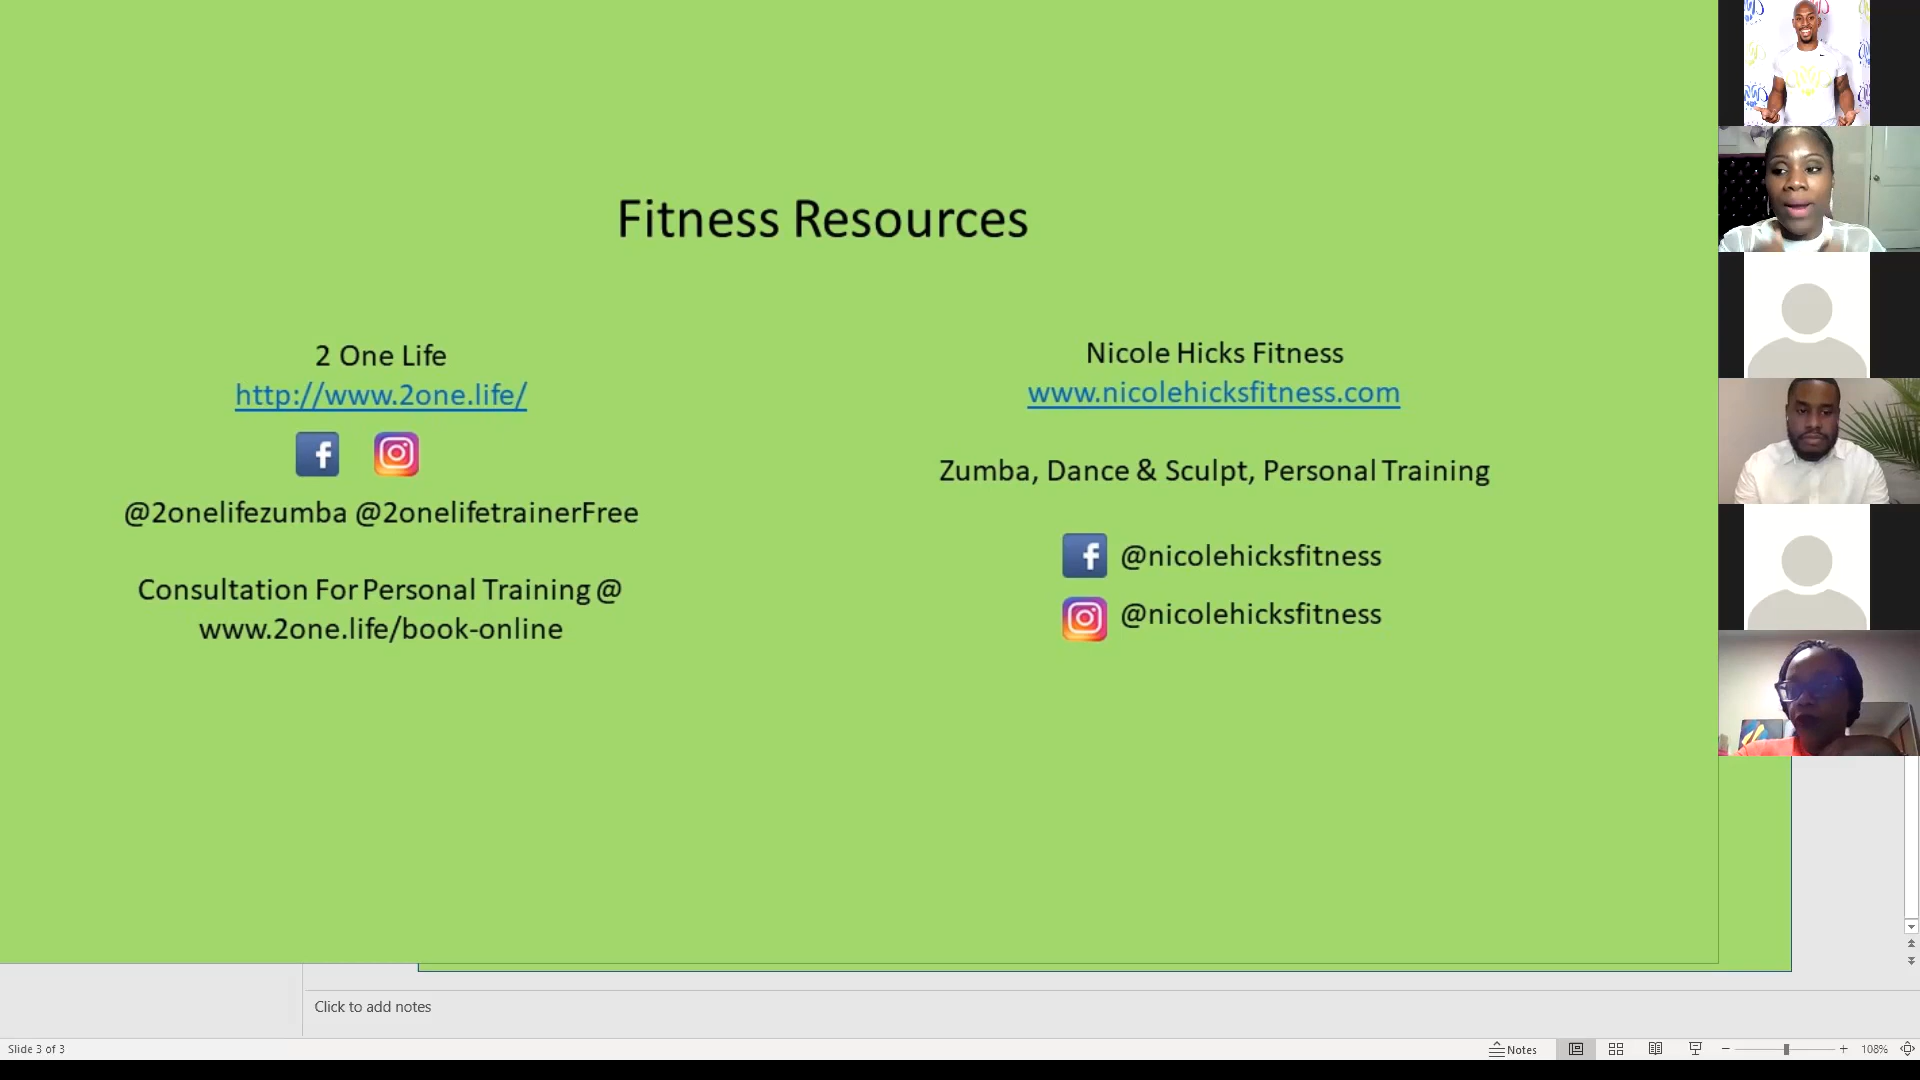 Fitness Resources
2 One Life
http://www.2one.life/
@2onelifezumba @2onelifetrainerFree
Consultation For Personal Training @
www.2one.life/book-online
Nicole Hicks Fitness
www.nicolehicksfitness.com
Zumba, Dance & Sculpt, Personal Training
@nicolehicksfitness
@nicolehicksfitness
Click to add notes
Slide 3 of 3
Notes
108%